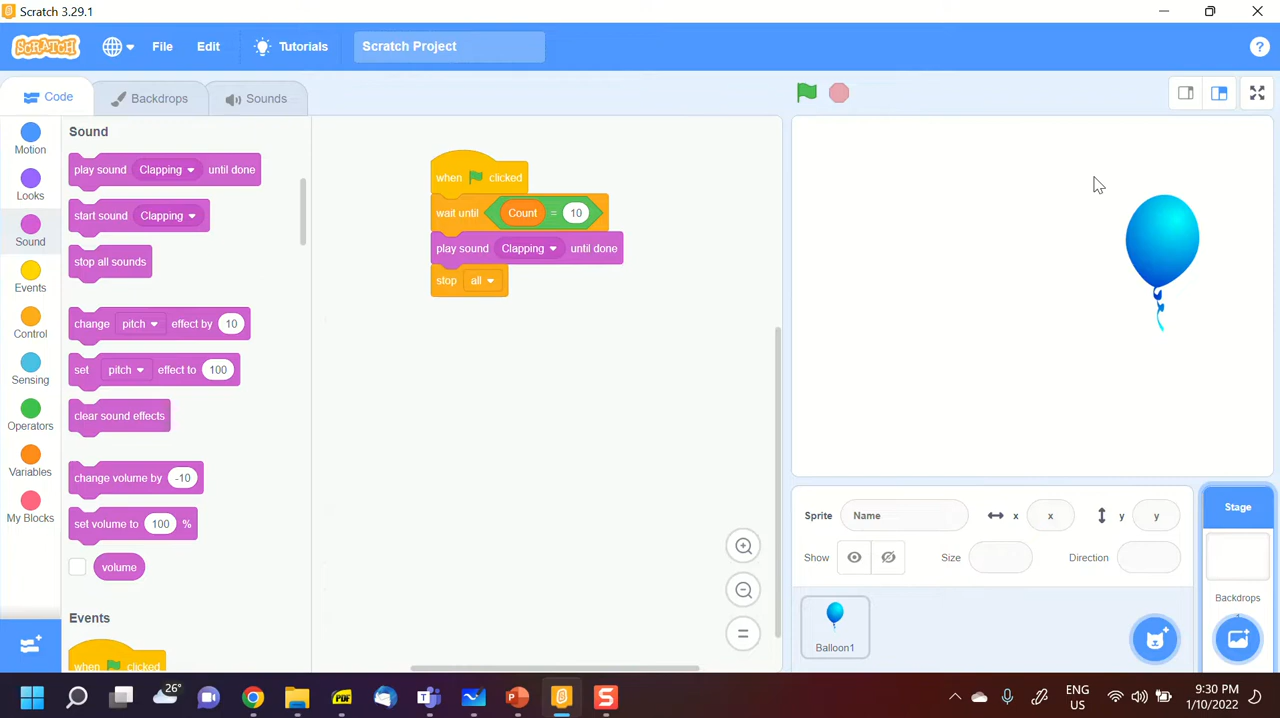 Scratch 3.29.1
SCRATCH
File
Edit
Tutorials
Scratch Project
?
Code
Backdrops
Sounds
Motion
Looks
Sound
Events
Control
Sensing
Operators
Variables
My Blocks
Sound
play sound Clapping until done
start sound Clapping
stop all sounds
change pitch effect by 10
set pitch effect to 100
clear sound effects
change volume by -10
set volume to 100 %
volume
Events
when clicked
when clicked
wait until Count = 10
play sound Clapping until done
stop all
Sprite Name x x y y
Show Size Direction
Balloon1
Stage
Backdrops
26°
PDF
ENG
US
9:30 PM
1/10/2022